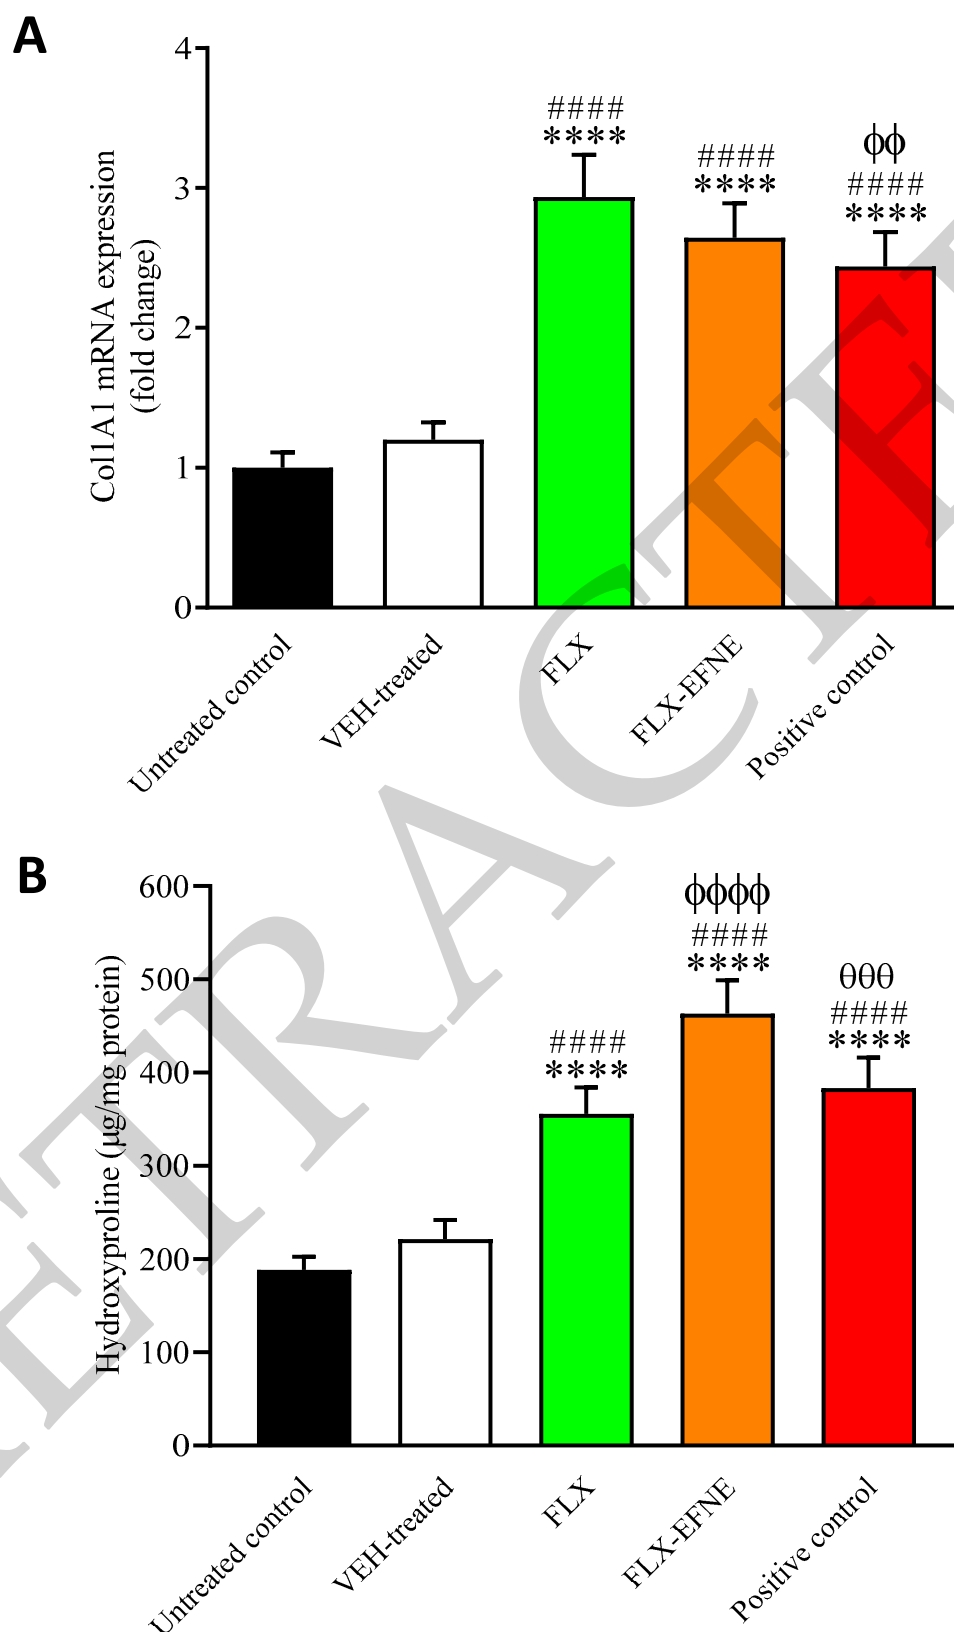 A
4
3
2
1
0
Col1A1 mRNA expression
(fold change)
####
****
####
****
ϕϕ
####
****
Untreated control
VEH-treated
FLX
FLX-EFNE
Positive control
B
600
500
400
300
200
100
0
Hydroxyproline (µg/mg protein)
####
****
ϕϕϕϕ
####
****
θθθ
####
****
Untreated control
VEH-treated
FLX
FLX-EFNE
Positive control
RETRACTED